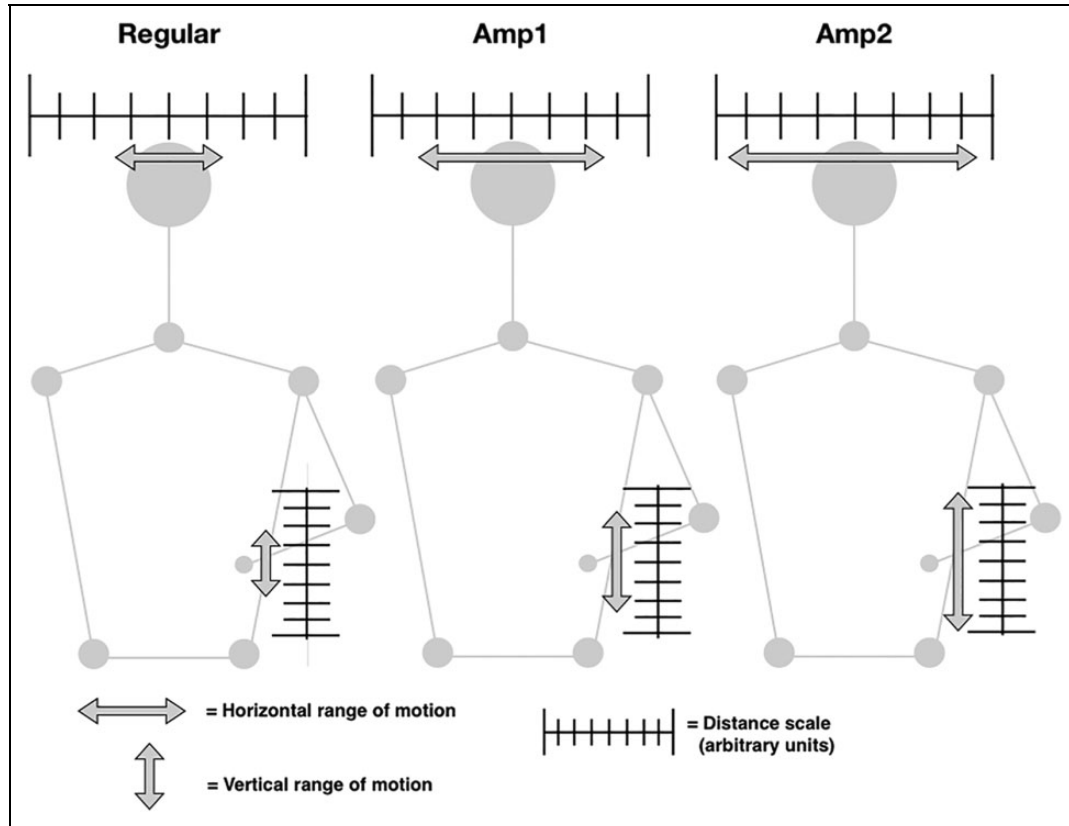 Regular Amp1 Amp2
= Horizontal range of motion
= Distance scale
(arbitrary units)
= Vertical range of motion